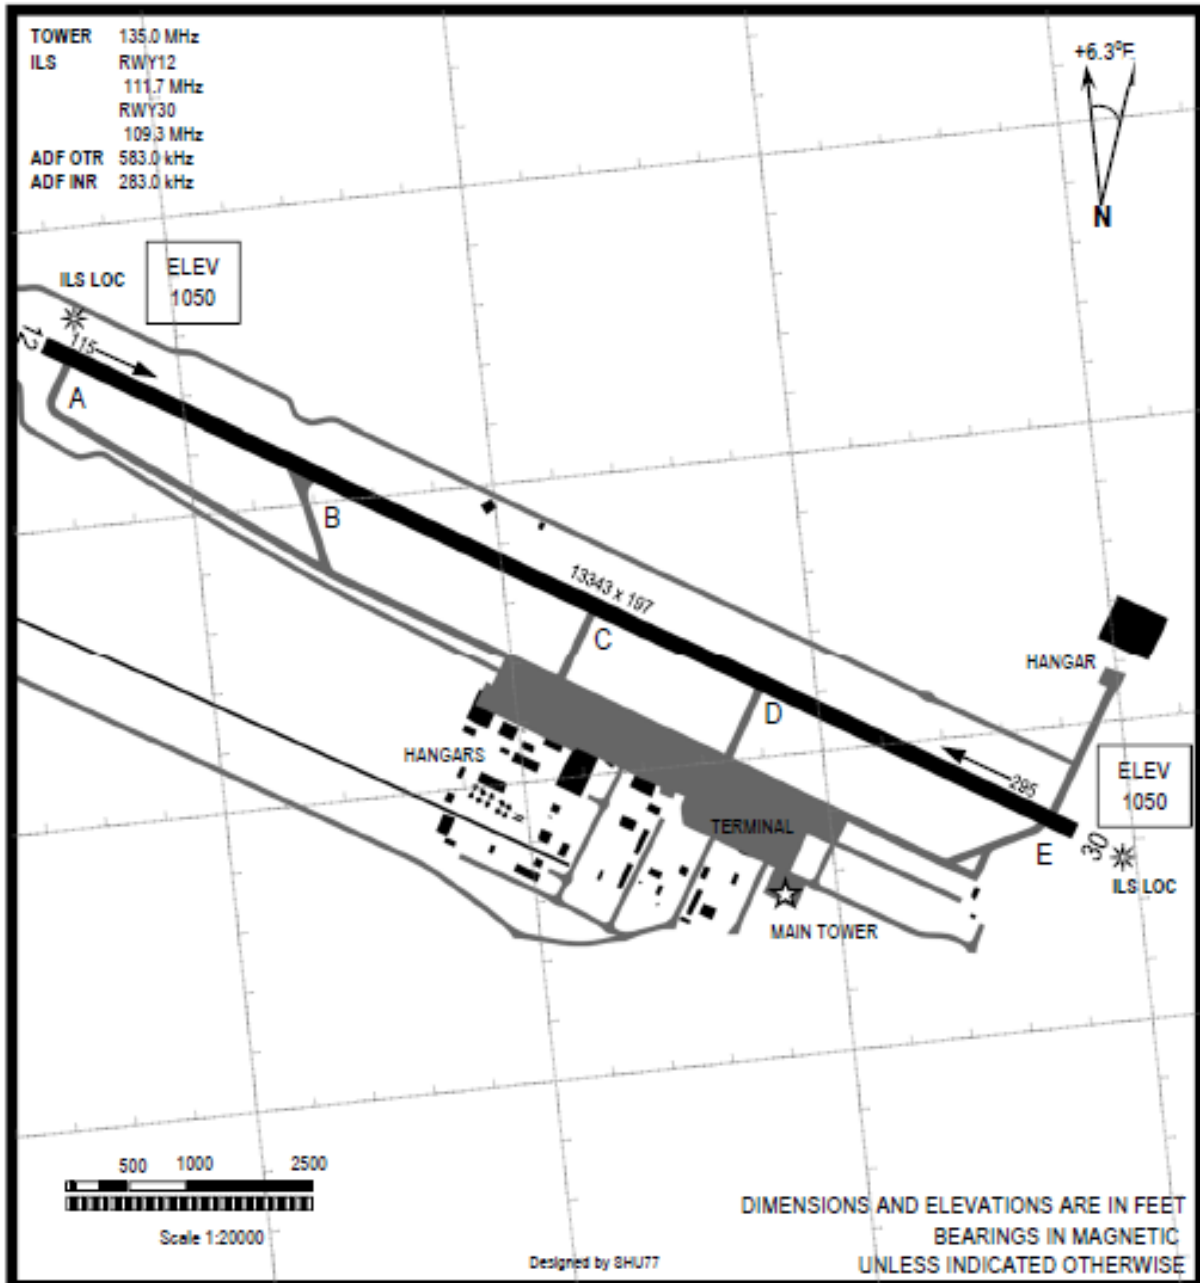 TOWER 135.0 MHz
ILS RWY12
111.7 MHz
RWY30
109.3 MHz
ADF OTR 583.0 kHz
ADF INR 283.0 kHz
+6.3°E
N
ELEV
1050
ILS LOC
12
115
A
B
13343 x 197
C
HANGAR
D
HANGARS
295
ELEV
1050
TERMINAL
E
30
ILS LOC
MAIN TOWER
500 1000 2500
Scale 1:20000
Designed by SHU77
DIMENSIONS AND ELEVATIONS ARE IN FEET
BEARINGS IN MAGNETIC
UNLESS INDICATED OTHERWISE